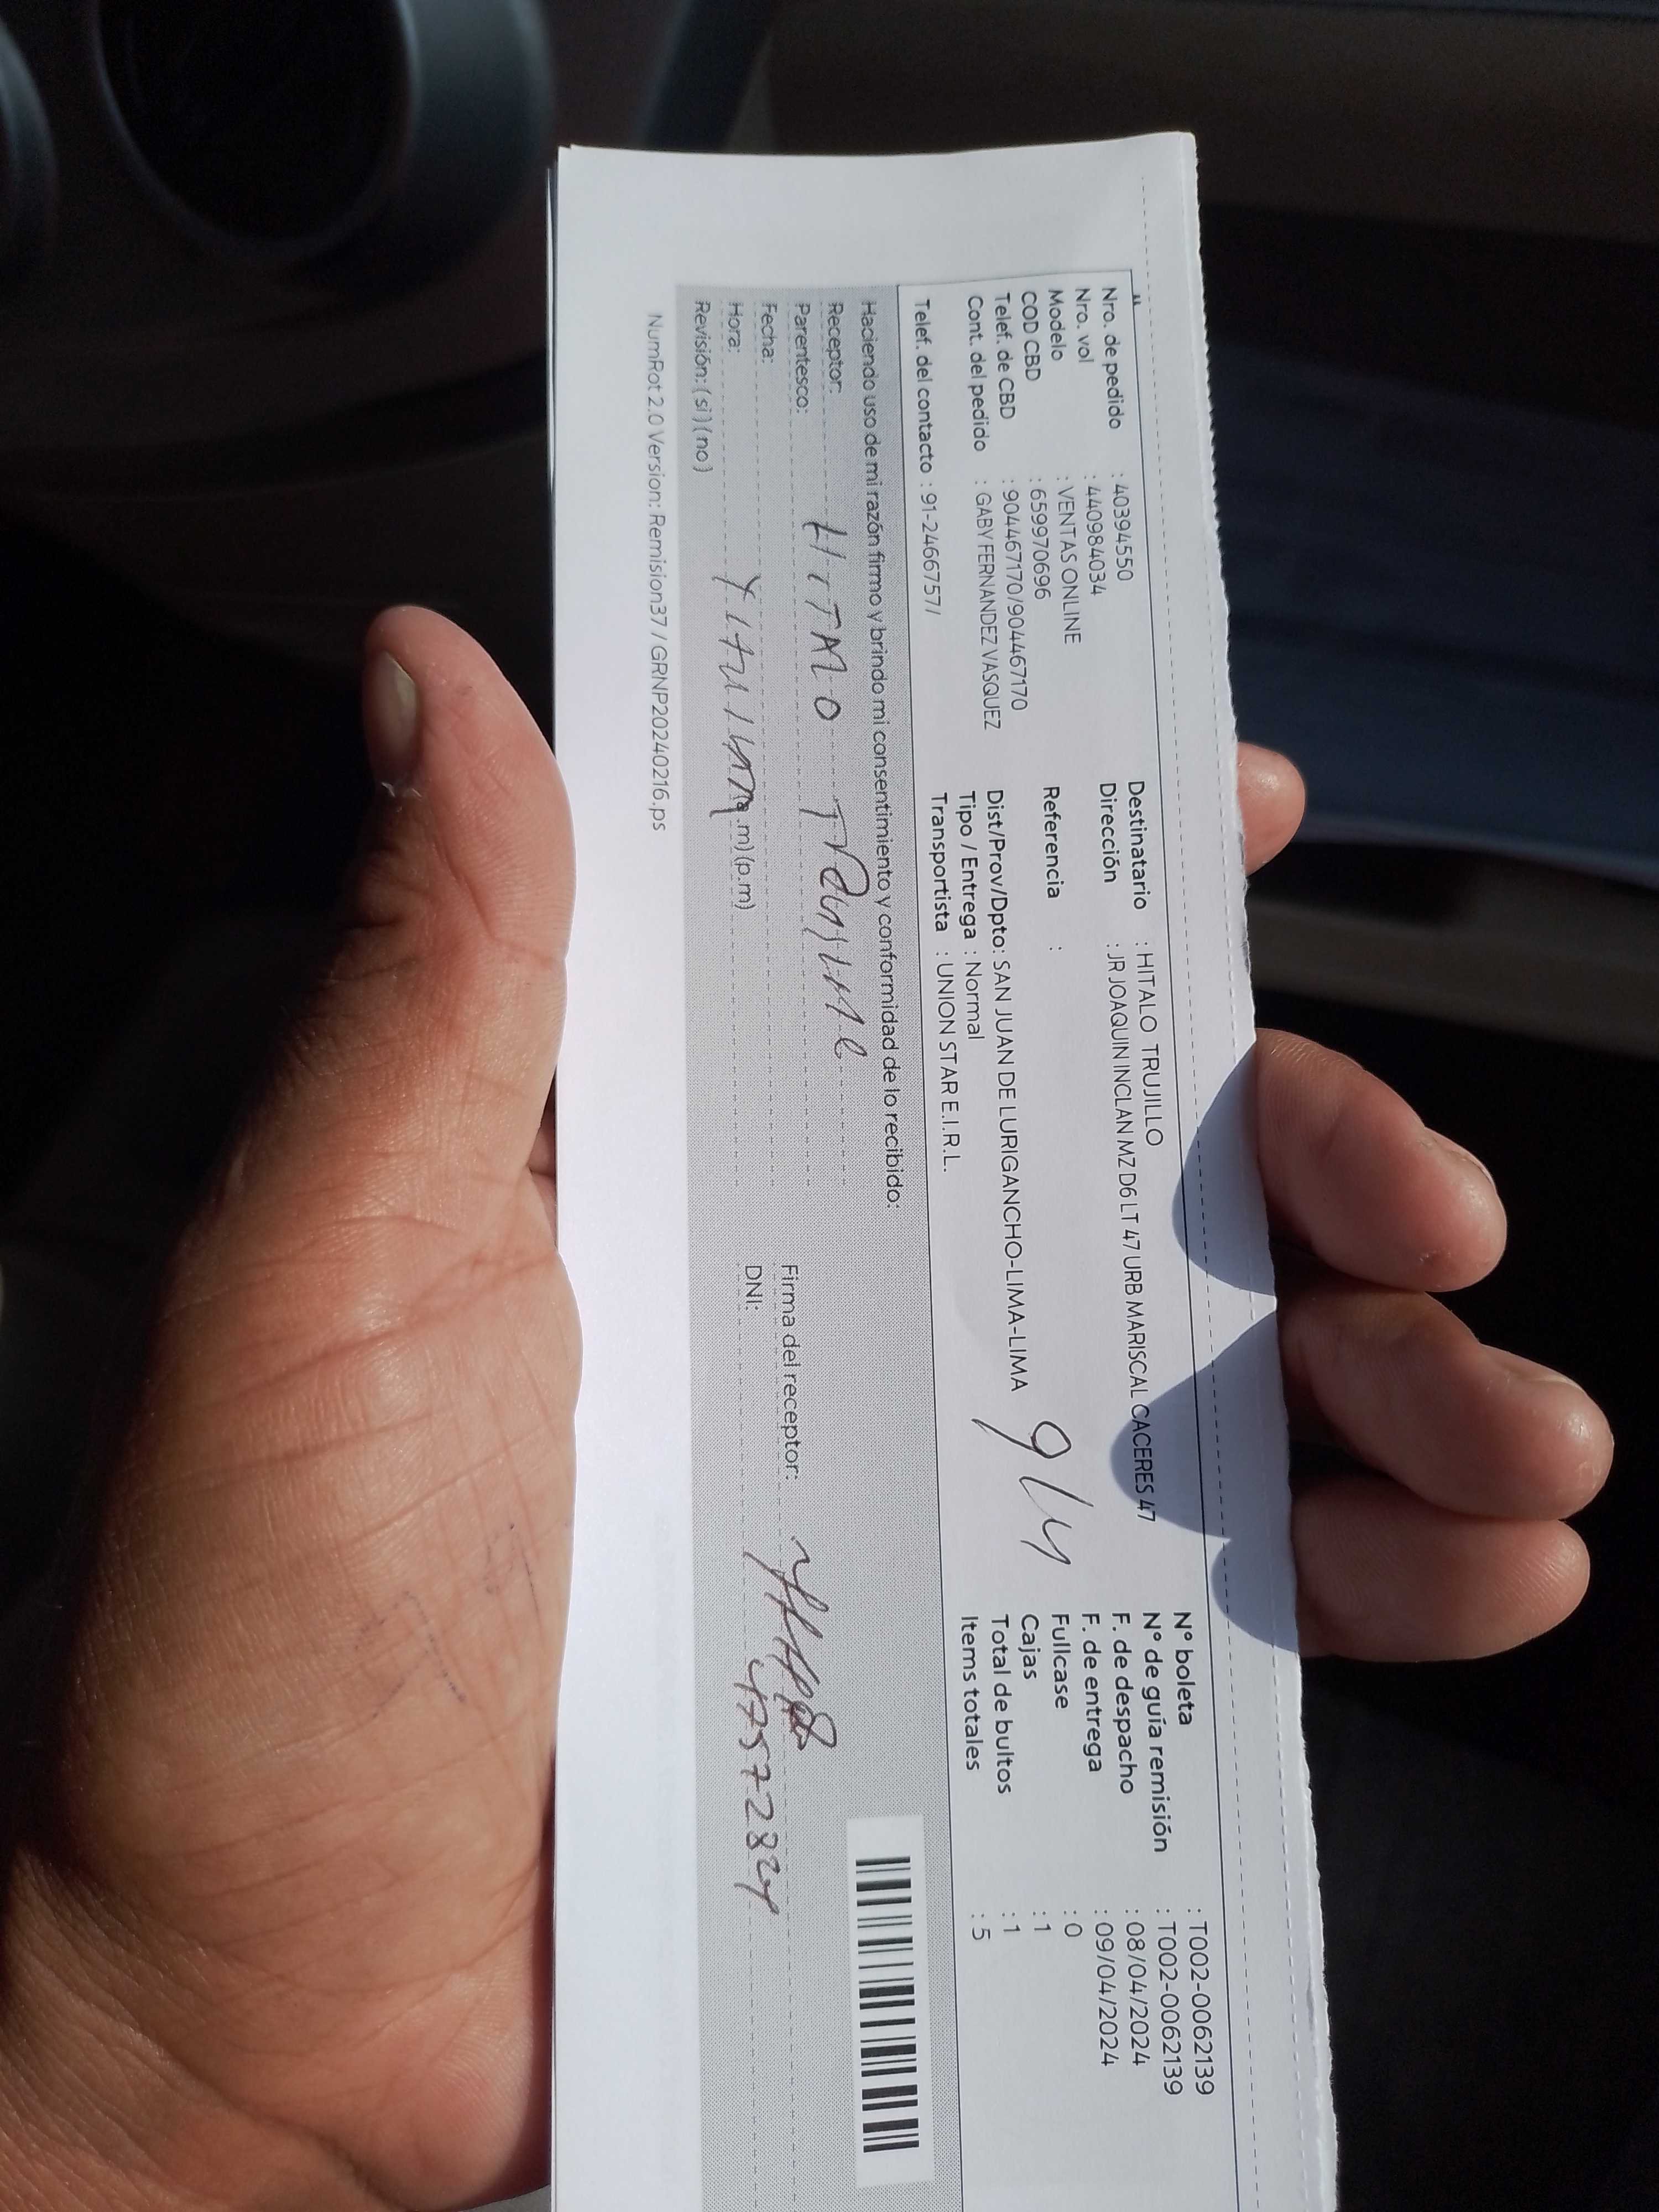 Nro. de pedido : 40394550
Nro. vol : 440984034
Modelo : VENTAS ONLINE
COD CBD : 659970696
Telef. de CBD : 904467170/904467170
Cont. del pedido : GABY FERNANDEZ VASQUEZ
Telef. del contacto : 91-2466757/
Destinatario : HITALO TRUJILLO
Dirección : JR JOAQUIN INCLAN MZ D6 LT 47 URB MARISCAL CACERES 47
Referencia :
Dist/Prov/Dpto: SAN JUAN DE LURIGANCHO-LIMA-LIMA
Tipo / Entrega : Normal
Transportista : UNION STAR E.I.R.L.
N° boleta : T002-0062139
N° de guía remisión : T002-0062139
F. de despacho : 08/04/2024
F. de entrega : 09/04/2024
Fullcase : 0
Cajas : 1
Total de bultos : 1
Items totales : 5
Haciendo uso de mi razón firmo y brindo mi consentimiento y conformidad de lo recibido:
Receptor:
Parentesco:
Fecha:
Hora: .m) (p.m)
Revisión: ( si ) ( no )
Firma del receptor:
DNI:
NumRot 2.0 Version: Remision37 / GRNP20240216.ps